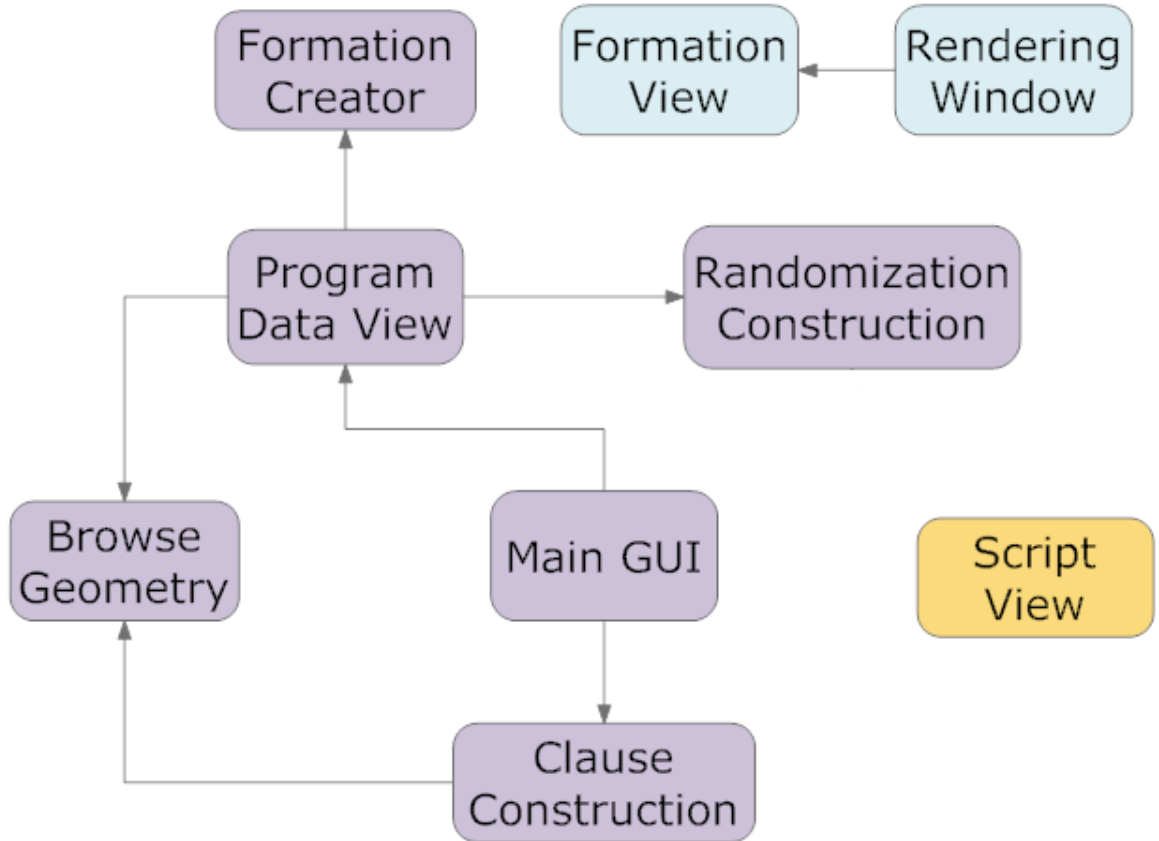 Formation
Creator
Formation
View
Rendering
Window
Program
Data View
Randomization
Construction
Browse
Geometry
Main GUI
Script
View
Clause
Construction